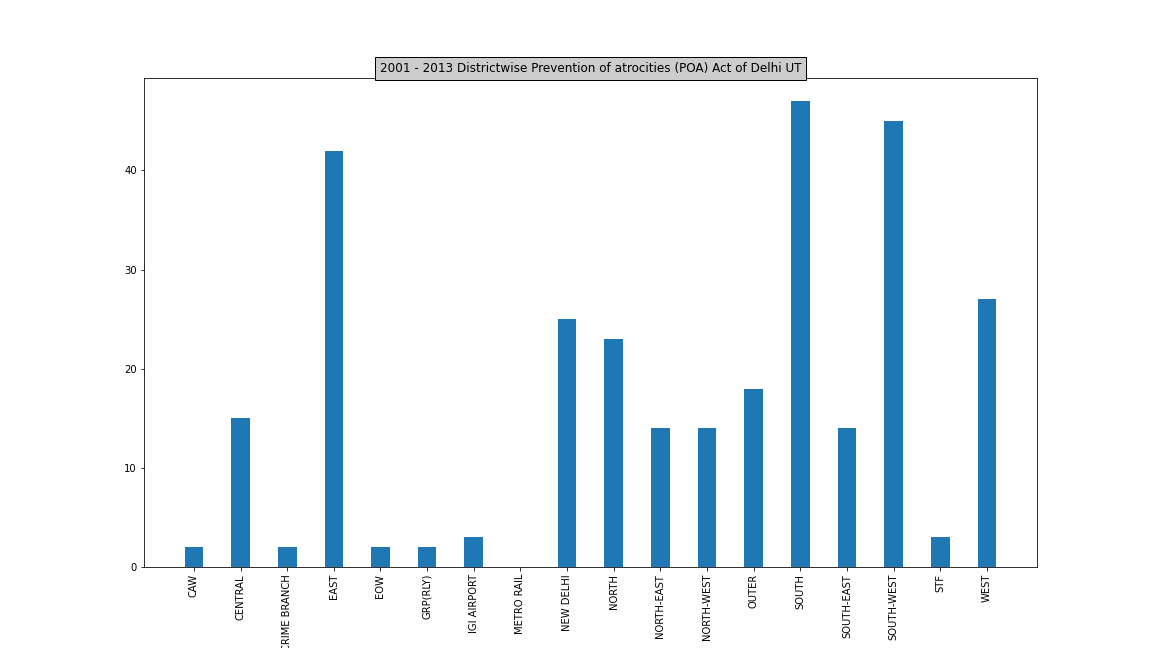 2001 - 2013 Districtwise Prevention of atrocities (POA) Act of Delhi UT
40
30
20
10
0
CAW
CENTRAL
CRIME BRANCH
EAST
EOW
GRP(RLY)
IGI AIRPORT
METRO RAIL
NEW DELHI
NORTH
NORTH-EAST
NORTH-WEST
OUTER
SOUTH
SOUTH-EAST
SOUTH-WEST
STF
WEST